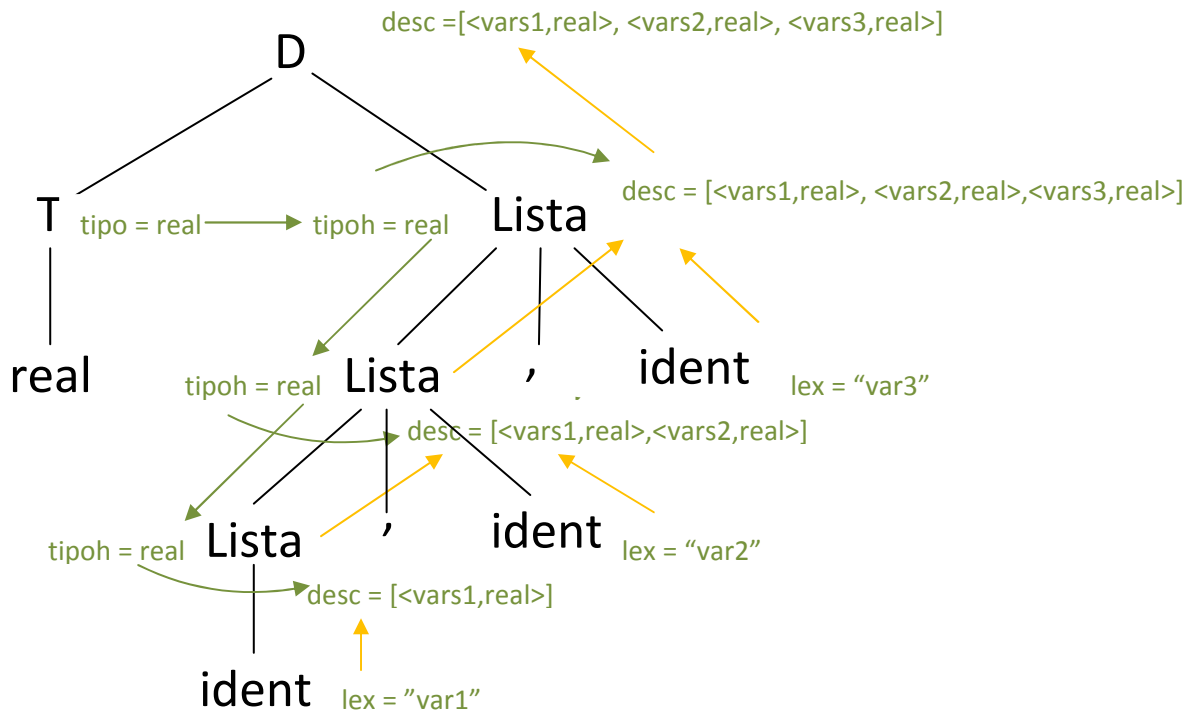 desc =[<vars1,real>, <vars2,real>, <vars3,real>]
D
desc = [<vars1,real>, <vars2,real>,<vars3,real>]
T tipo = real tipoh = real Lista
real tipoh = real Lista , ident lex = “var3”
desc = [<vars1,real>,<vars2,real>]
tipoh = real Lista , ident lex = “var2”
desc = [<vars1,real>]
ident lex = ”var1”